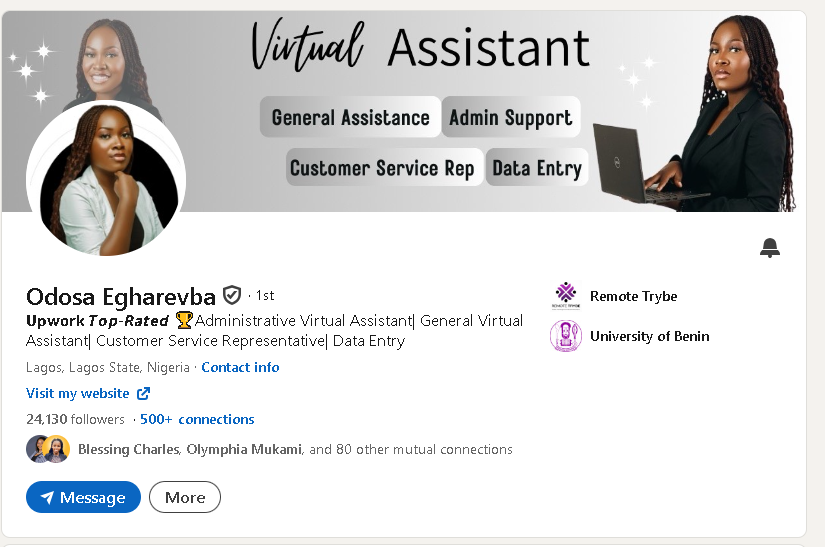 Virtual Assistant
General Assistance
Admin Support
Customer Service Rep
Data Entry
Odosa Egharevba · 1st
Upwork Top-Rated 🏆Administrative Virtual Assistant| General Virtual
Assistant| Customer Service Representative| Data Entry
Lagos, Lagos State, Nigeria · Contact info
Visit my website
24,130 followers · 500+ connections
Blessing Charles, Olymphia Mukami, and 80 other mutual connections
Message
More
REMOTE TRYBE
Remote Trybe
University of Benin